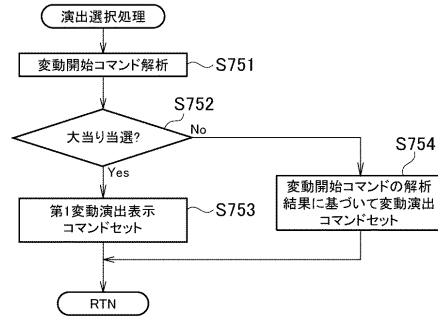 演出選択処理
変動開始コマンド解析
S751
S752
大当り当選?
No
Yes
S754
変動開始コマンドの解析
結果に基づいて変動演出
コマンドセット
S753
第1変動演出表示
コマンドセット
RTN